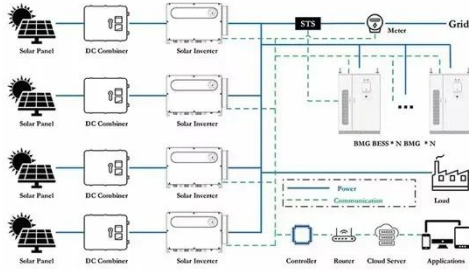 STS
Meter
Grid
Solar Panel
DC Combiner
Solar Inverter
Solar Panel
DC Combiner
Solar Inverter
BMG BESS * N BMG * N
Solar Panel
DC Combiner
Solar Inverter
Power
Communication
Load
Solar Panel
DC Combiner
Solar Inverter
Controller
Router
Cloud Server
Applications